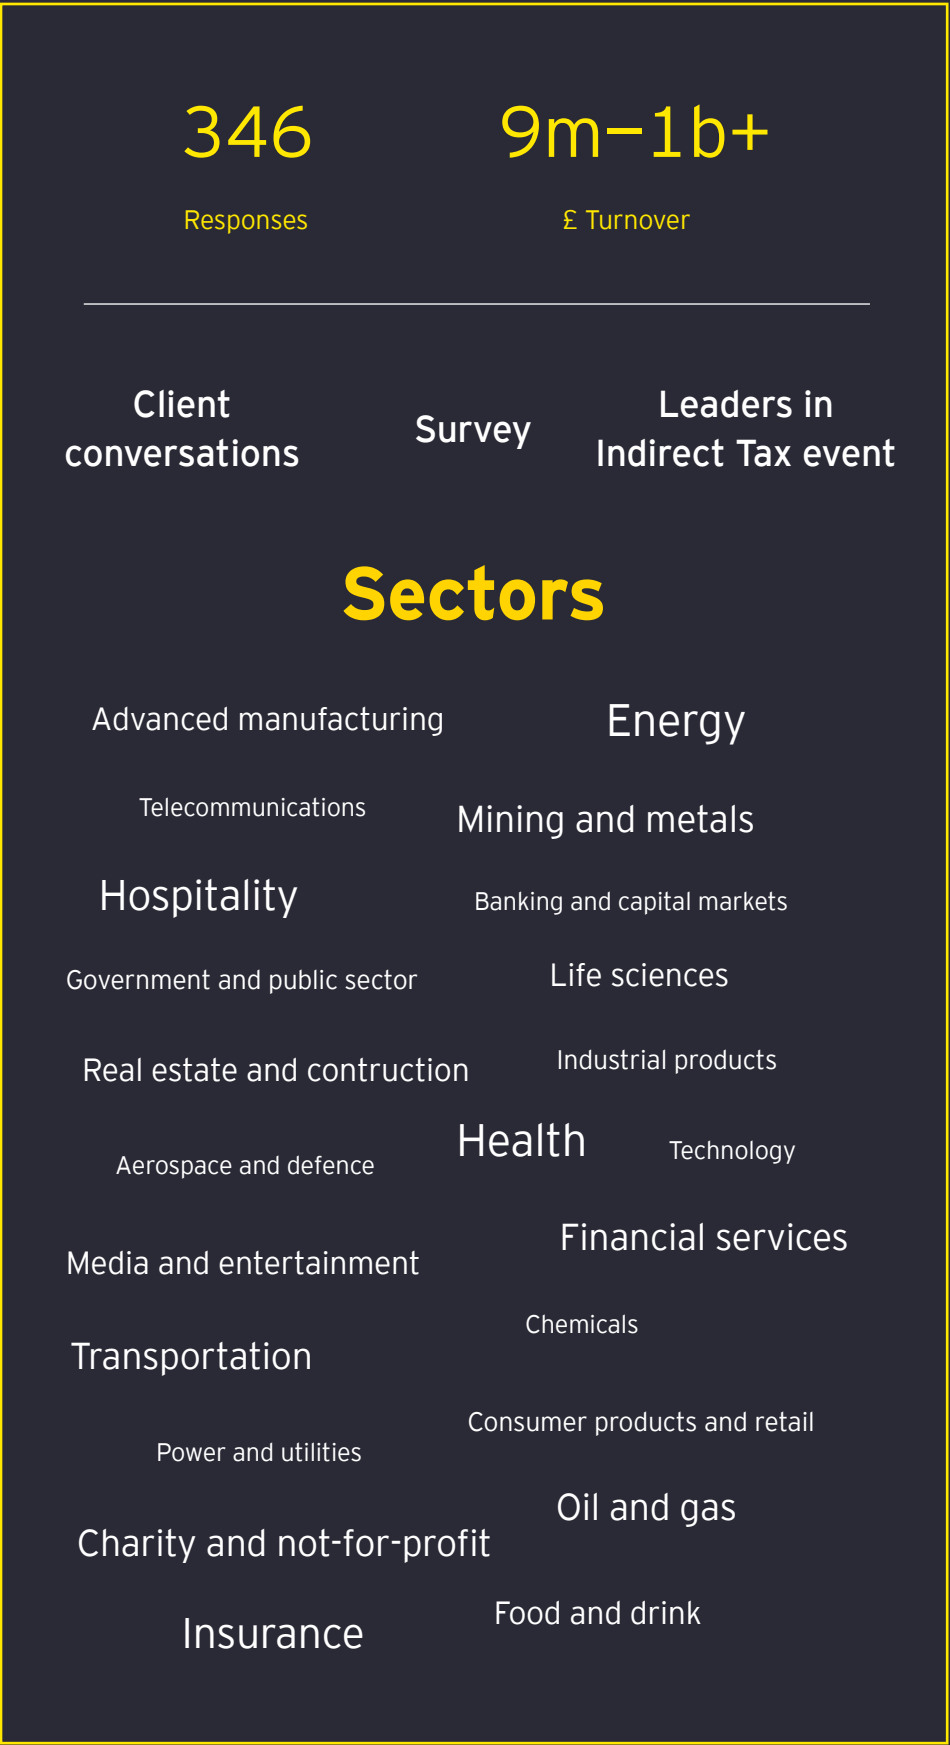 346
9m–1b+
Responses
£ Turnover
Client
conversations
Survey
Leaders in
Indirect Tax event
Sectors
Advanced manufacturing
Energy
Telecommunications
Mining and metals
Hospitality
Banking and capital markets
Government and public sector
Life sciences
Real estate and contruction
Industrial products
Health
Technology
Aerospace and defence
Financial services
Media and entertainment
Chemicals
Transportation
Consumer products and retail
Power and utilities
Oil and gas
Charity and not-for-profit
Food and drink
Insurance